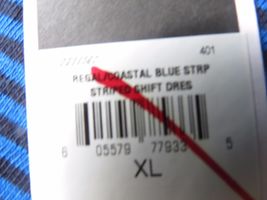 401
REGAL/COASTAL BLUE STRP
STRIPED SHIFT DRES
6 05579 77933 5
XL